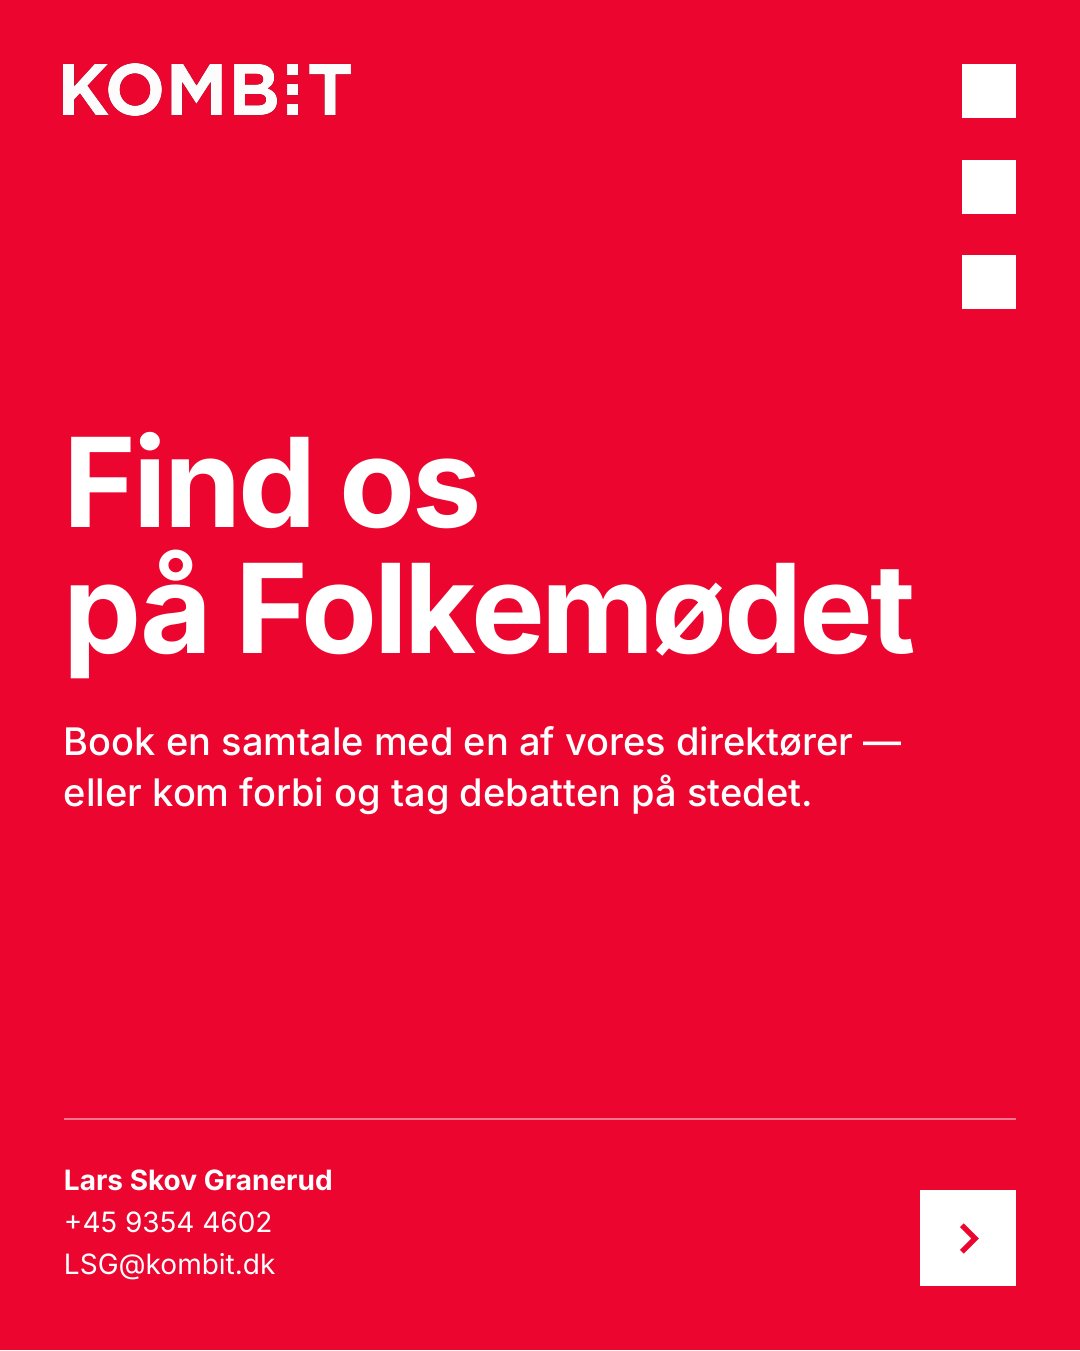 KOMBIT
Find os
på Folkemødet
Book en samtale med en af vores direktører —
eller kom forbi og tag debatten på stedet.
Lars Skov Granerud
+45 9354 4602
LSG@kombit.dk